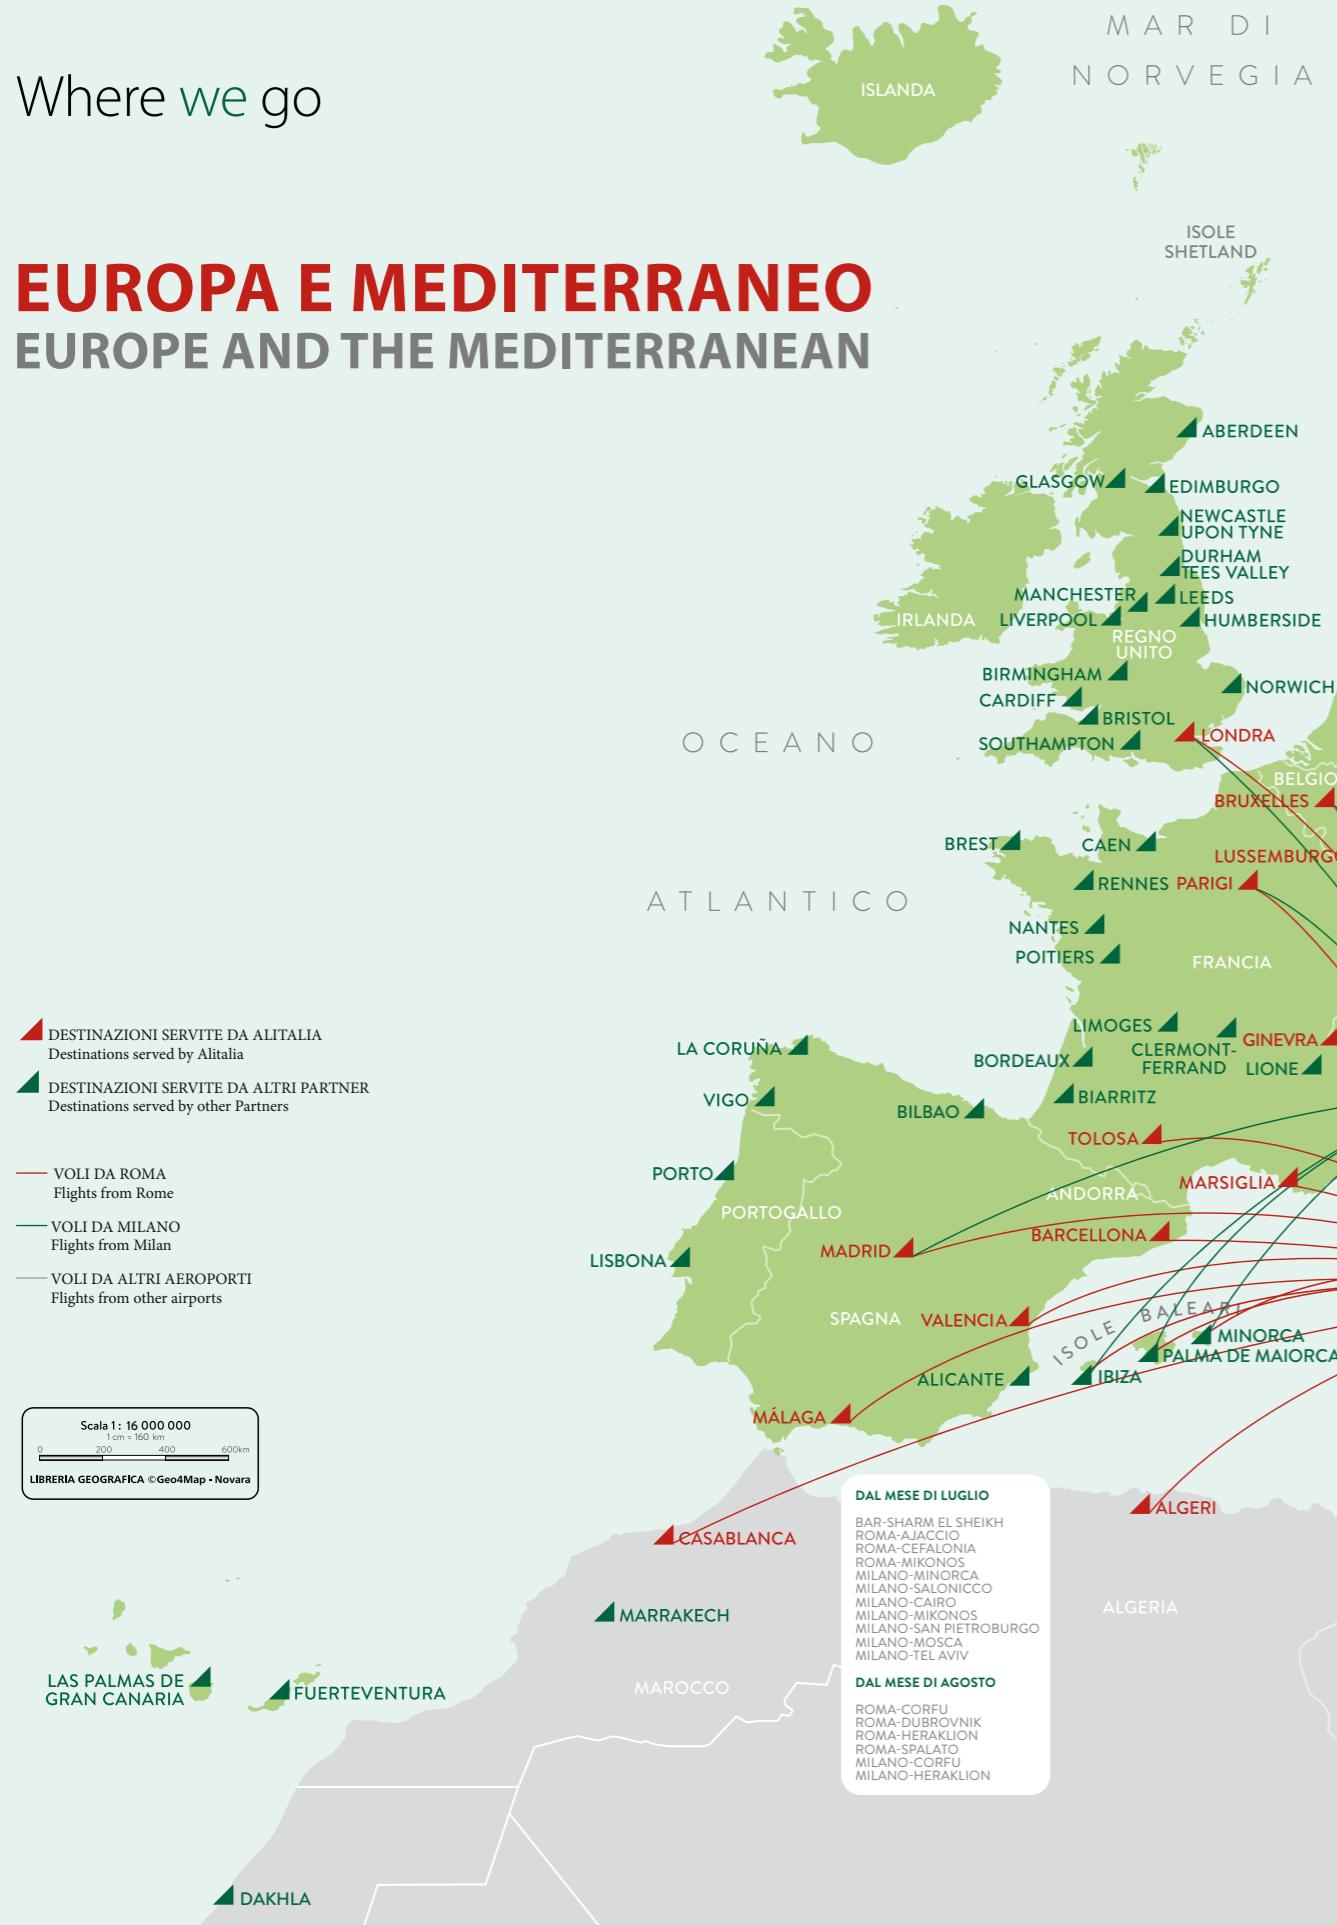 Where we go
EUROPA E MEDITERRANEO
EUROPE AND THE MEDITERRANEAN
MAR DI
NORVEGIA
ISLANDA
ISOLE
SHETLAND
ABERDEEN
GLASGOW
EDIMBURGO
NEWCASTLE
UPON TYNE
DURHAM
TEES VALLEY
MANCHESTER
LEEDS
LIVERPOOL
HUMBERSIDE
IRLANDA
REGNO
UNITO
BIRMINGHAM
NORWICH
CARDIFF
BRISTOL
SOUTHAMPTON
LONDRA
OCEANO
BELGIO
BRUXELLES
BREST
CAEN
LUSSEMBURGO
RENNES
PARIGI
ATLANTICO
NANTES
POITIERS
FRANCIA
LIMOGES
CLERMONT-
FERRAND
GINEVRA
LIONE
LA CORUÑA
BORDEAUX
VIGO
BILBAO
BIARRITZ
TOLOSA
PORTO
MARSIGLIA
ANDORRA
PORTOGALLO
BARCELLONA
MADRID
LISBONA
SPAGNA
VALENCIA
ISOLE BALEARI
MINORCA
PALMA DE MAIORCA
ALICANTE
IBIZA
MÁLAGA
DESTINAZIONI SERVITE DA ALITALIA
Destinations served by Alitalia
DESTINAZIONI SERVITE DA ALTRI PARTNER
Destinations served by other Partners
VOLI DA ROMA
Flights from Rome
VOLI DA MILANO
Flights from Milan
VOLI DA ALTRI AEROPORTI
Flights from other airports
Scala 1 : 16 000 000
1 cm = 160 km
0 200 400 600km
LIBRERIA GEOGRAFICA ©Geo4Map - Novara
CASABLANCA
ALGERI
MARRAKECH
ALGERIA
MAROCCO
LAS PALMAS DE
GRAN CANARIA
FUERTEVENTURA
DAKHLA
DAL MESE DI LUGLIO
BAR-SHARM EL SHEIKH
ROMA-AJACCIO
ROMA-CEFALONIA
ROMA-MIKONOS
MILANO-MINORCA
MILANO-SALONICCO
MILANO-CAIRO
MILANO-MIKONOS
MILANO-SAN PIETROBURGO
MILANO-MOSCA
MILANO-TEL AVIV
DAL MESE DI AGOSTO
ROMA-CORFU
ROMA-DUBROVNIK
ROMA-HERAKLION
ROMA-SPALATO
MILANO-CORFU
MILANO-HERAKLION